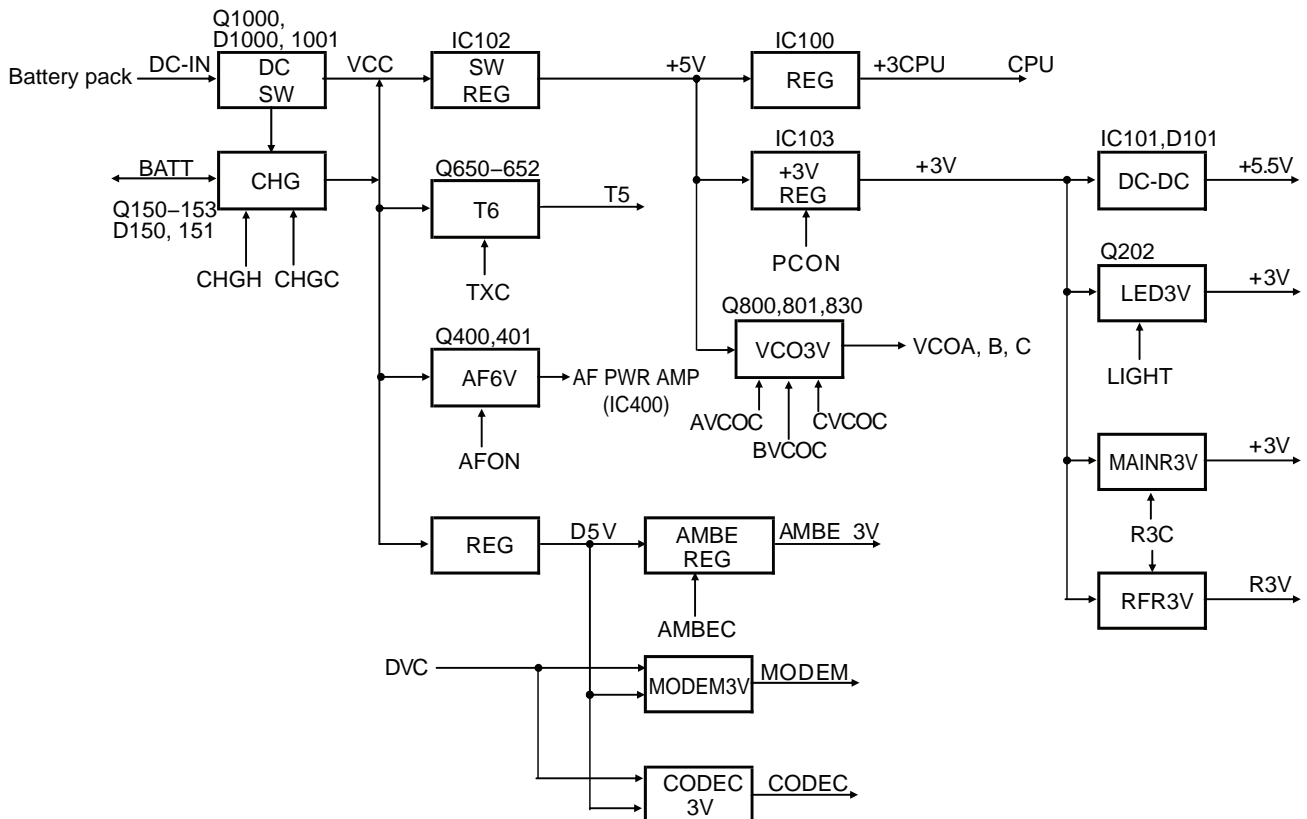 Q1000,
D1000, 1001
Battery pack
DC-IN
DC
SW
VCC
IC102
SW
REG
+5V
IC100
REG
+3CPU
CPU
BATT
CHG
Q150–153
D150, 151
CHGH
CHGC
Q650–652
T6
T5
TXC
IC103
+3V
REG
+3V
PCON
IC101,D101
DC-DC
+5.5V
Q202
LED3V
+3V
LIGHT
Q800,801,830
VCO3V
VCOA, B, C
AVCOC
BVCOC
CVCOC
Q400,401
AF6V
AF PWR AMP
(IC400)
AFON
MAINR3V
+3V
R3C
RFR3V
R3V
REG
D5V
AMBE
REG
AMBE 3V
AMBEC
DVC
MODEM3V
MODEM
CODEC
3V
CODEC